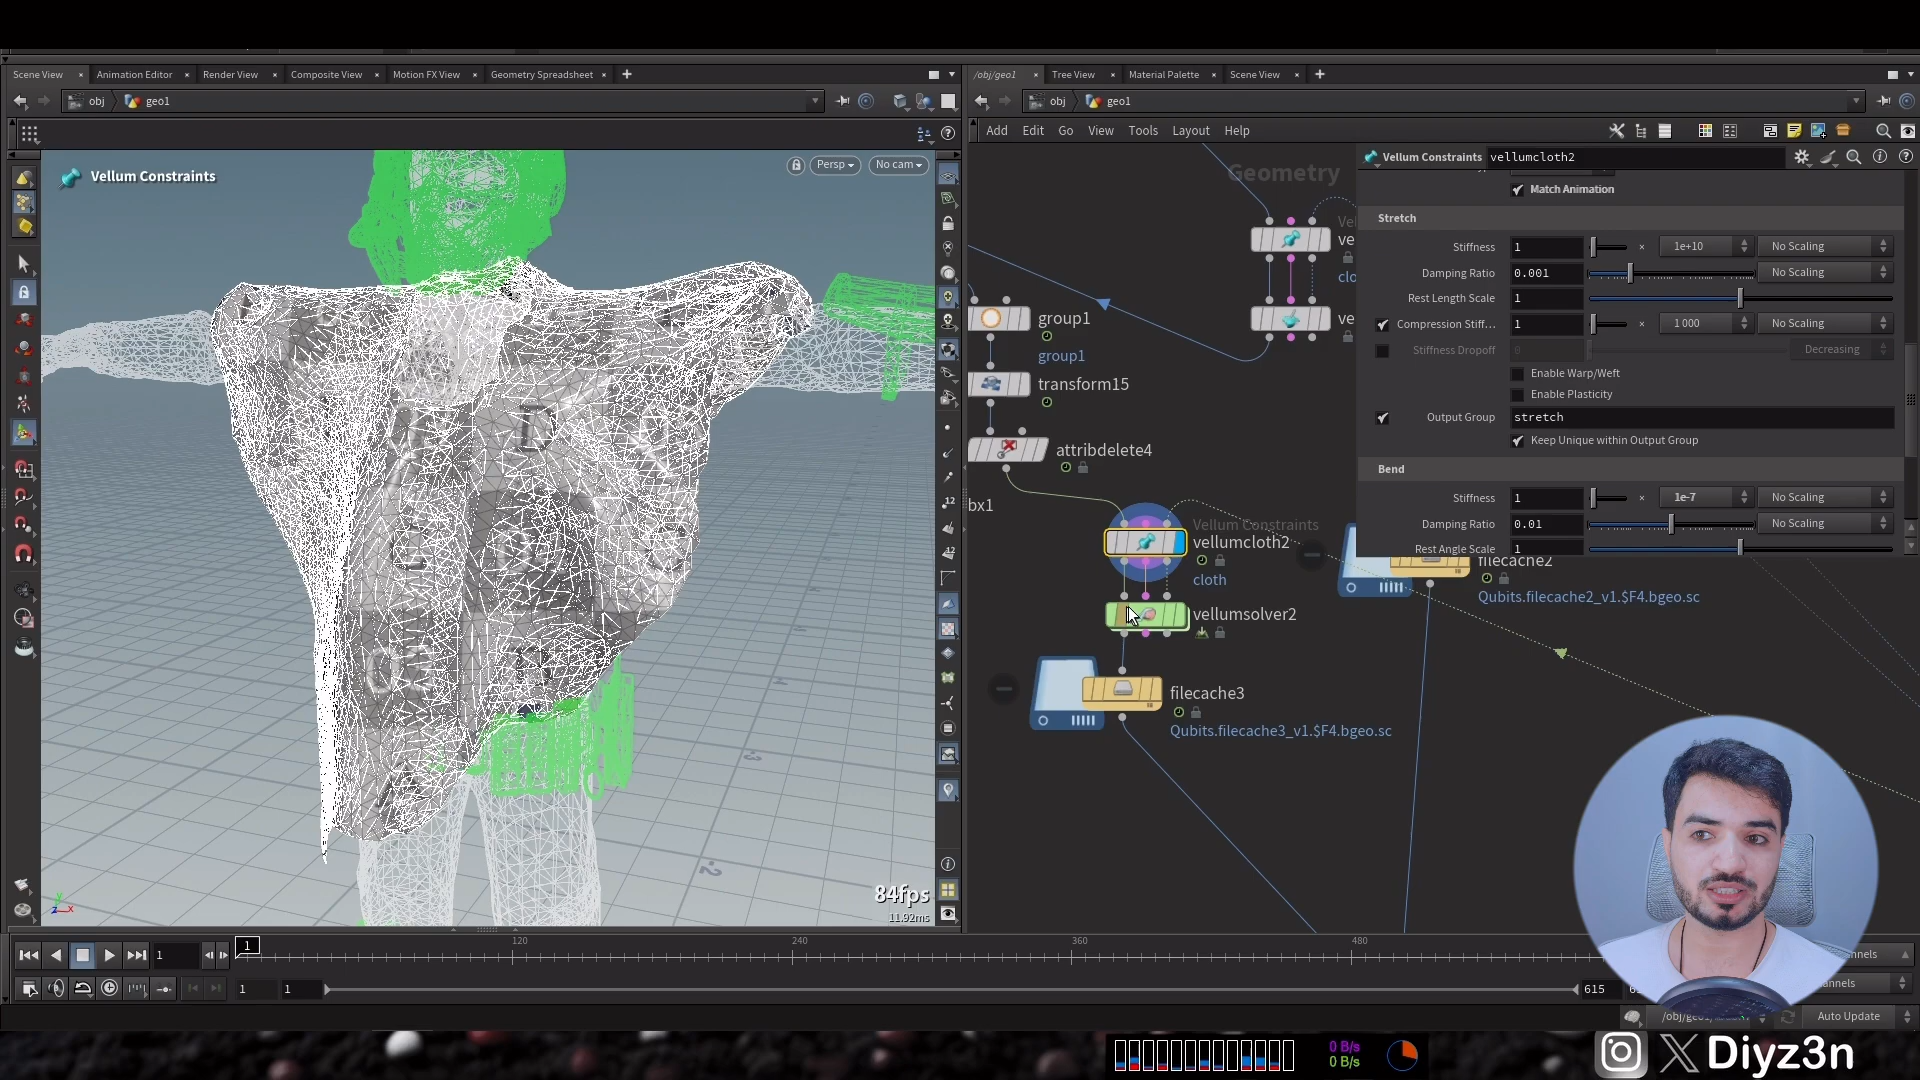 Scene View
Animation Editor
Render View
Composite View
Motion FX View
Geometry Spreadsheet
/obj/geo1
Tree View
Material Palette
Scene View
obj
geo1
obj
geo1
Add
Edit
Go
View
Tools
Layout
Help
Vellum Constraints
Persp
No cam
84fps
11.92ms
Geometry
group1
group1
transform15
attribdelete4
bx1
Vellum Constraints
vellumcloth2
cloth
vellumsolver2
filecache3
Qubits.filecache3_v1.$F4.bgeo.sc
filecache2
Qubits.filecache2_v1.$F4.bgeo.sc
Vellum Constraints
vellumcloth2
Match Animation
Stretch
Stiffness
1
×
1e+10
No Scaling
Damping Ratio
0.001
No Scaling
Rest Length Scale
1
Compression Stiff...
1
×
1000
No Scaling
Stiffness Dropoff
0
Decreasing
Enable Warp/Weft
Enable Plasticity
Output Group
stretch
Keep Unique within Output Group
Bend
Stiffness
1
×
1e-7
No Scaling
Damping Ratio
0.01
No Scaling
Rest Angle Scale
1
1
1
120
240
360
480
1
1
615
Auto Update
0 B/s
0 B/s
Diyz3n